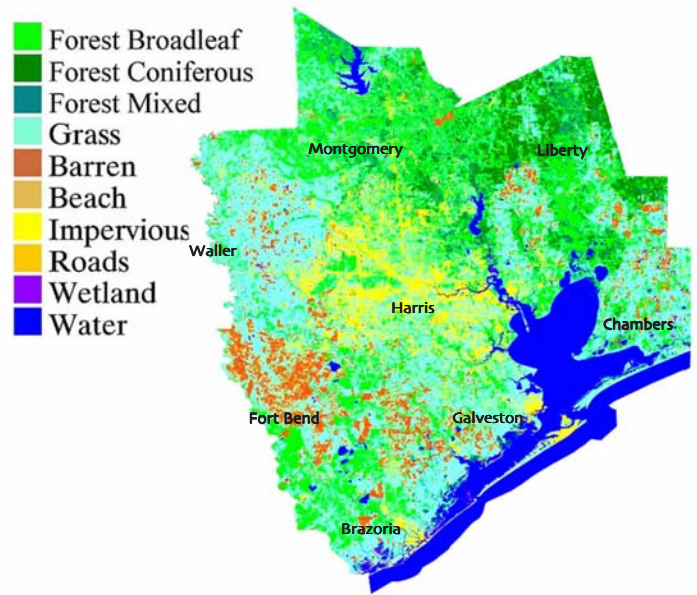 Forest Broadleaf
Forest Coniferous
Forest Mixed
Grass
Barren
Beach
Impervious
Roads
Wetland
Water
Montgomery
Liberty
Waller
Harris
Chambers
Fort Bend
Galveston
Brazoria